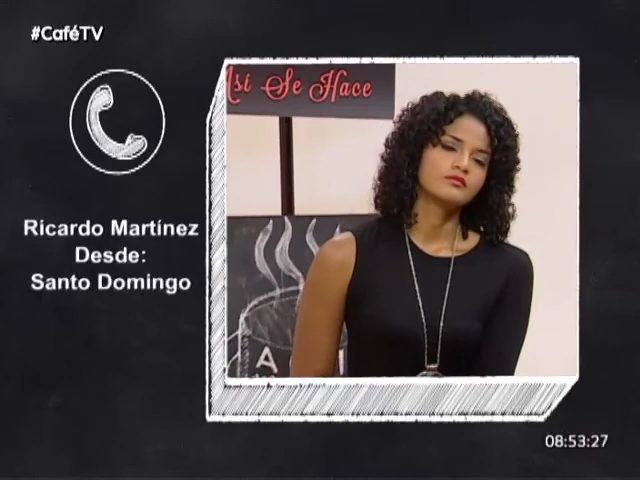 #CaféTV
Así Se Hace
Ricardo Martínez
Desde:
Santo Domingo
A
08:53:27